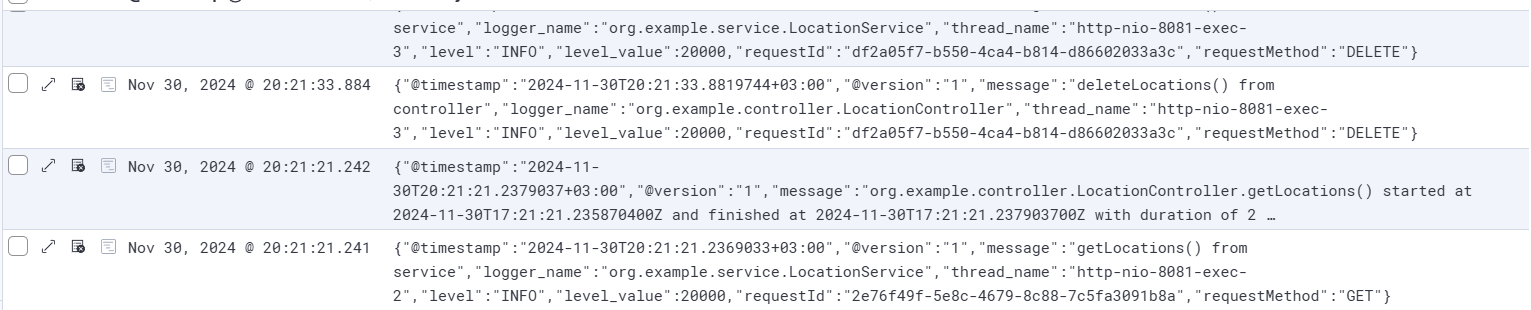 service","logger_name":"org.example.service.LocationService","thread_name":"http-nio-8081-exec-
3","level":"INFO","level_value":20000,"requestId":"df2a05f7-b550-4ca4-b814-d86602033a3c","requestMethod":"DELETE"}
Nov 30, 2024 @ 20:21:33.884 {"@timestamp":"2024-11-30T20:21:33.8819744+03:00","@version":"1","message":"deleteLocations() from
controller","logger_name":"org.example.controller.LocationController","thread_name":"http-nio-8081-exec-
3","level":"INFO","level_value":20000,"requestId":"df2a05f7-b550-4ca4-b814-d86602033a3c","requestMethod":"DELETE"}
Nov 30, 2024 @ 20:21:21.242 {"@timestamp":"2024-11-
30T20:21:21.2379037+03:00","@version":"1","message":"org.example.controller.LocationController.getLocations() started at
2024-11-30T17:21:21.235870400Z and finished at 2024-11-30T17:21:21.237903700Z with duration of 2 …
Nov 30, 2024 @ 20:21:21.241 {"@timestamp":"2024-11-30T20:21:21.2369033+03:00","@version":"1","message":"getLocations() from
service","logger_name":"org.example.service.LocationService","thread_name":"http-nio-8081-exec-
2","level":"INFO","level_value":20000,"requestId":"2e76f49f-5e8c-4679-8c88-7c5fa3091b8a","requestMethod":"GET"}